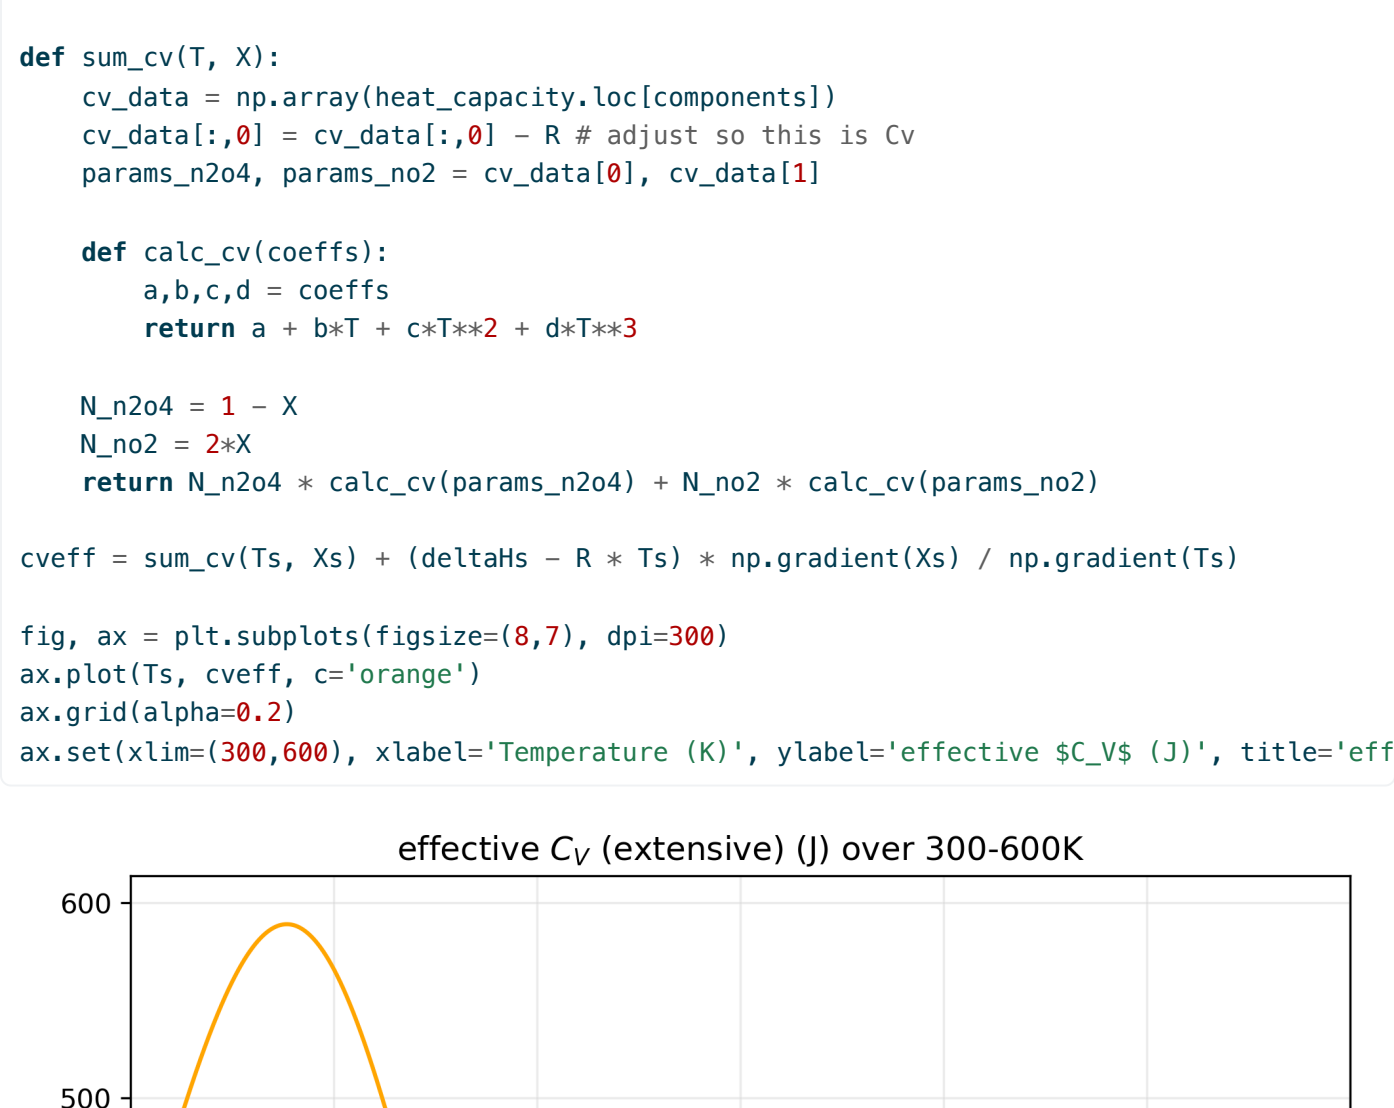 def sum_cv(T, X):
    cv_data = np.array(heat_capacity.loc[components])
    cv_data[:,0] = cv_data[:,0] - R # adjust so this is Cv
    params_n2o4, params_no2 = cv_data[0], cv_data[1]
    def calc_cv(coeffs):
        a,b,c,d = coeffs
        return a + b*T + c*T**2 + d*T**3
    N_n2o4 = 1 - X
    N_no2 = 2*X
    return N_n2o4 * calc_cv(params_n2o4) + N_no2 * calc_cv(params_no2)
cveff = sum_cv(Ts, Xs) + (deltaHs - R * Ts) * np.gradient(Xs) / np.gradient(Ts)
fig, ax = plt.subplots(figsize=(8,7), dpi=300)
ax.plot(Ts, cveff, c='orange')
ax.grid(alpha=0.2)
ax.set(xlim=(300,600), xlabel='Temperature (K)', ylabel='effective $C_V$ (J)', title='eff
effective C_V (extensive) (J) over 300-600K
600
500